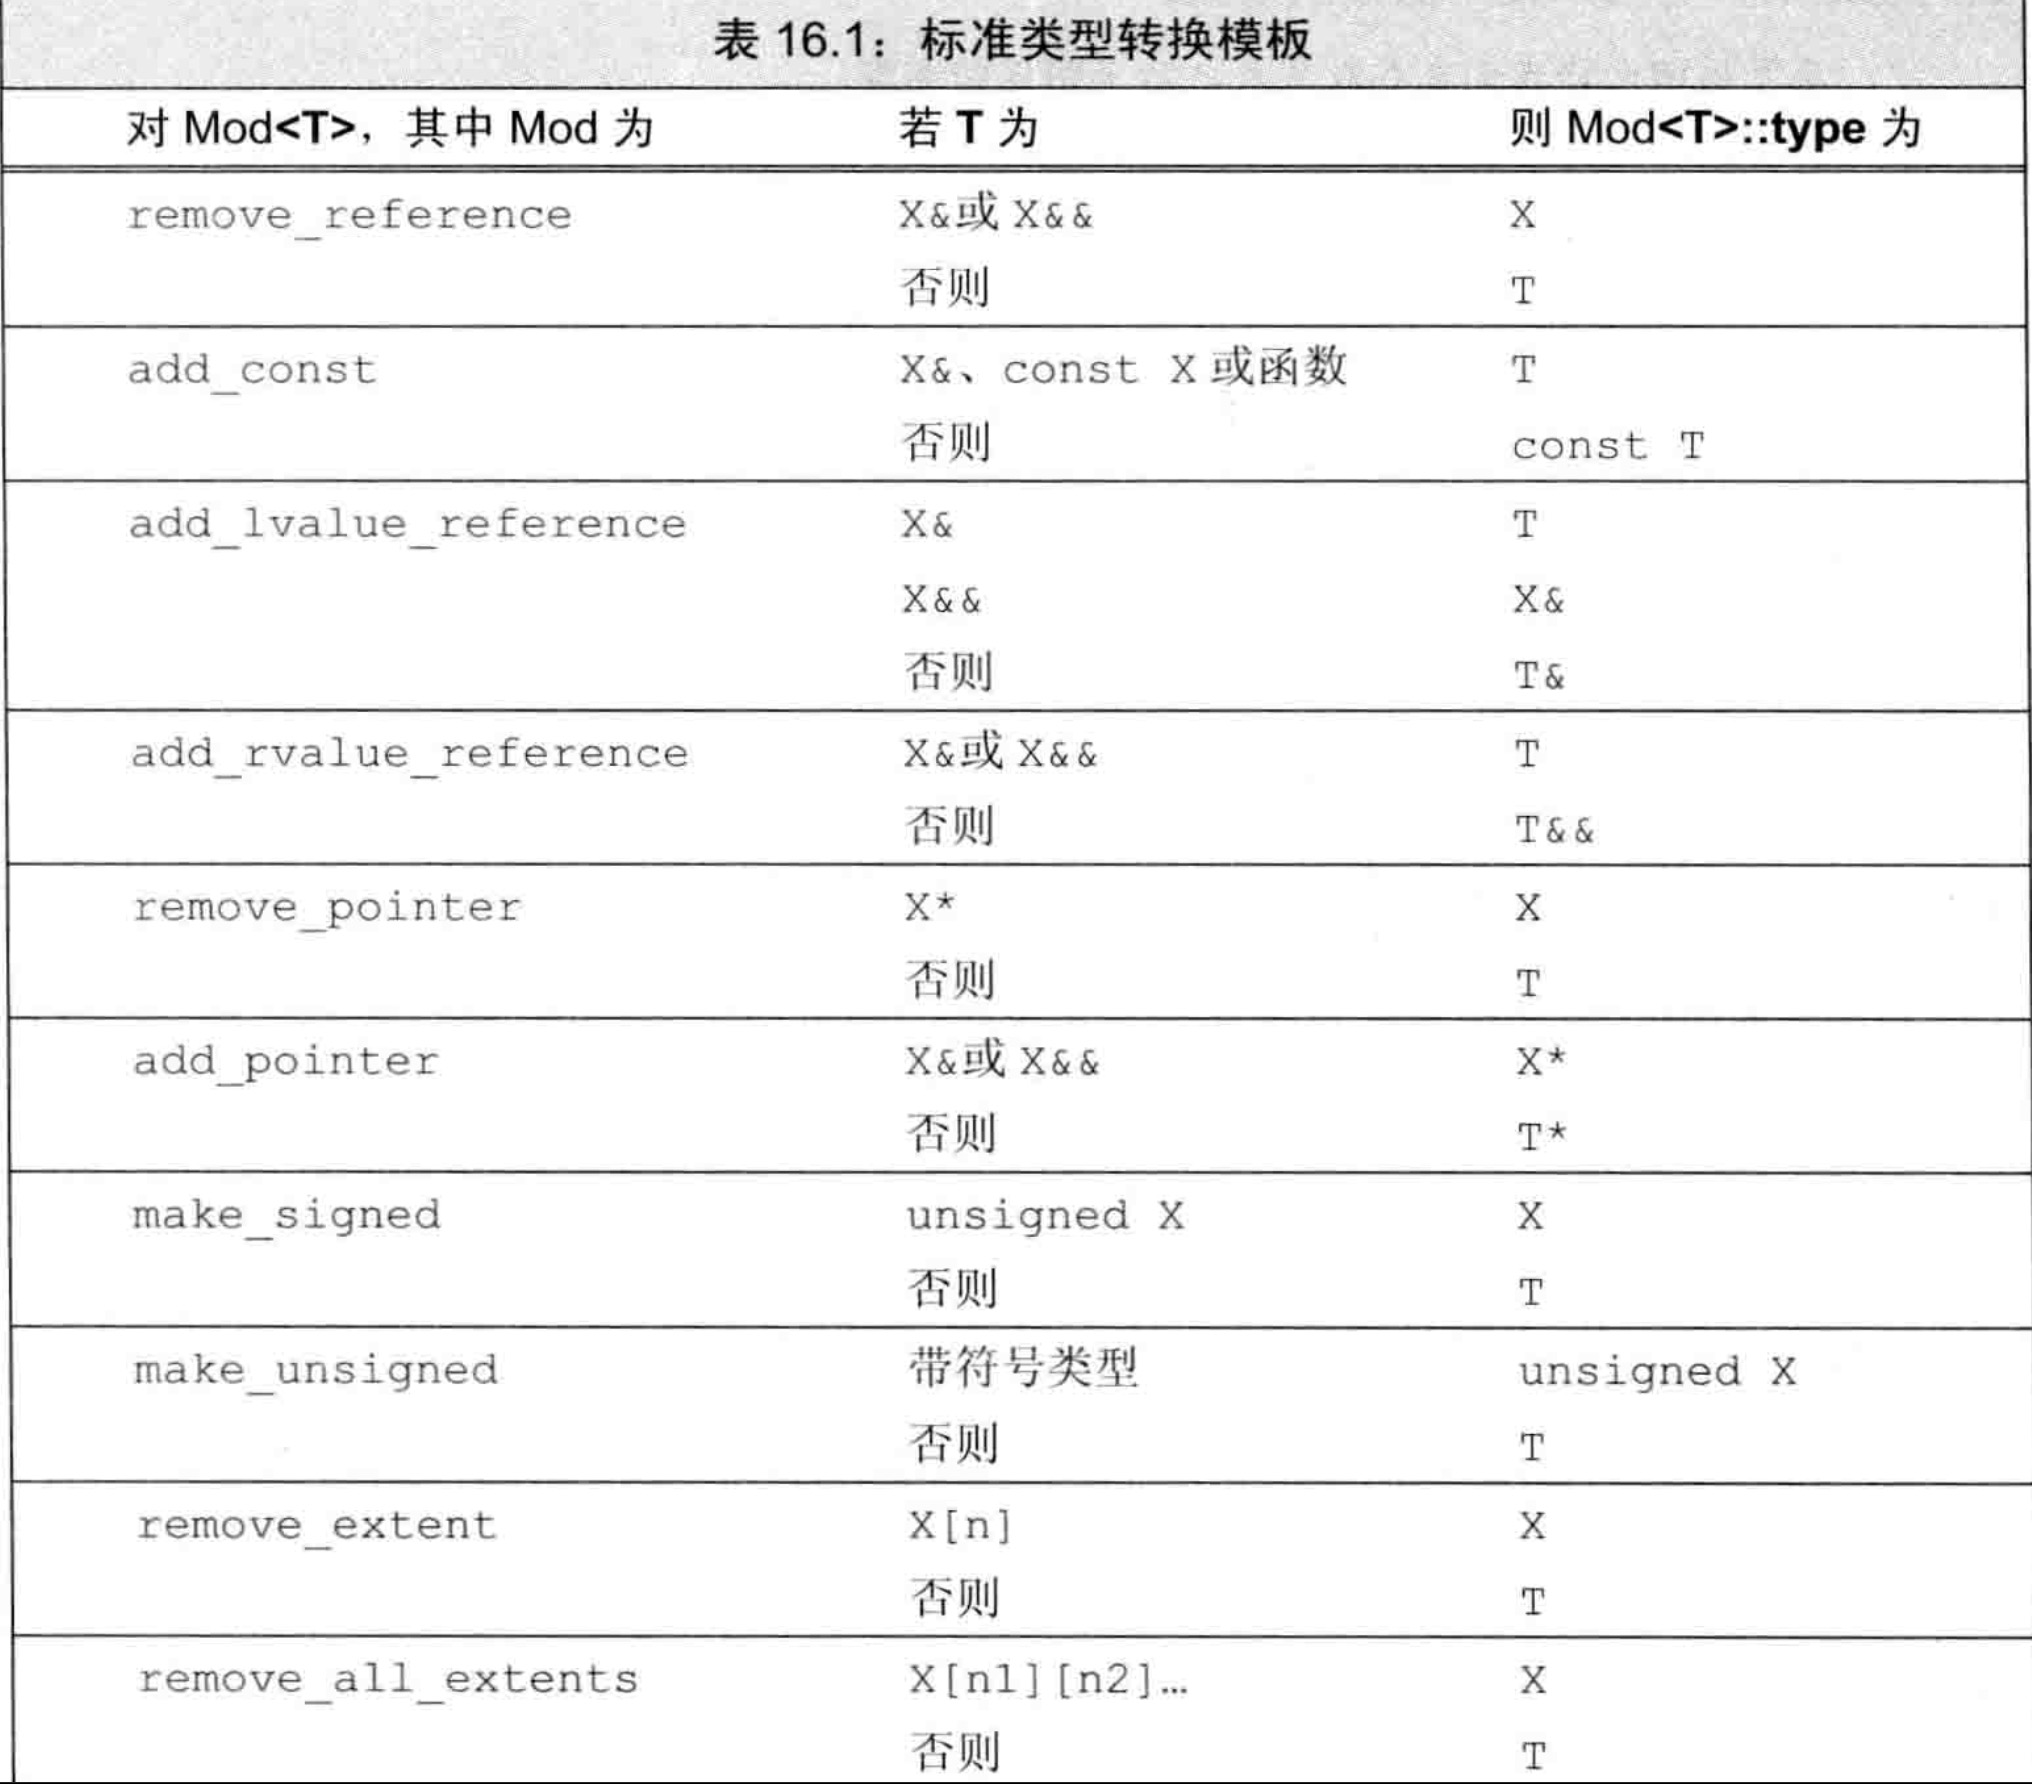 表 16.1：标准类型转换模板
对 Mod<T>，其中 Mod 为 若 T 为 则 Mod<T>::type 为
remove_reference X&或 X&& X
否则 T
add_const X&、const X 或函数 T
否则 const T
add_lvalue_reference X& T
X&& X&
否则 T&
add_rvalue_reference X&或 X&& T
否则 T&&
remove_pointer X* X
否则 T
add_pointer X&或 X&& X*
否则 T*
make_signed unsigned X X
否则 T
make_unsigned 带符号类型 unsigned X
否则 T
remove_extent X[n] X
否则 T
remove_all_extents X[n1][n2]… X
否则 T